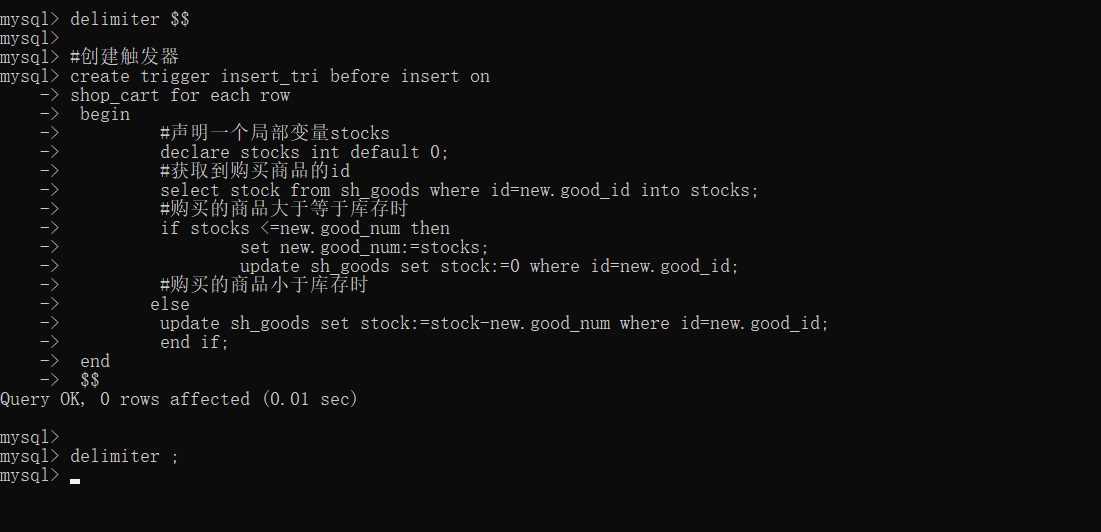 mysql> delimiter $$
mysql>
mysql> #创建触发器
mysql> create trigger insert_tri before insert on
    -> shop_cart for each row
    ->  begin
    ->          #声明一个局部变量stocks
    ->          declare stocks int default 0;
    ->          #获取到购买商品的id
    ->          select stock from sh_goods where id=new.good_id into stocks;
    ->          #购买的商品大于等于库存时
    ->          if stocks <=new.good_num then
    ->                  set new.good_num:=stocks;
    ->                  update sh_goods set stock:=0 where id=new.good_id;
    ->          #购买的商品小于库存时
    ->         else
    ->          update sh_goods set stock:=stock-new.good_num where id=new.good_id;
    ->          end if;
    ->  end
    ->  $$
Query OK, 0 rows affected (0.01 sec)

mysql>
mysql> delimiter ;
mysql>